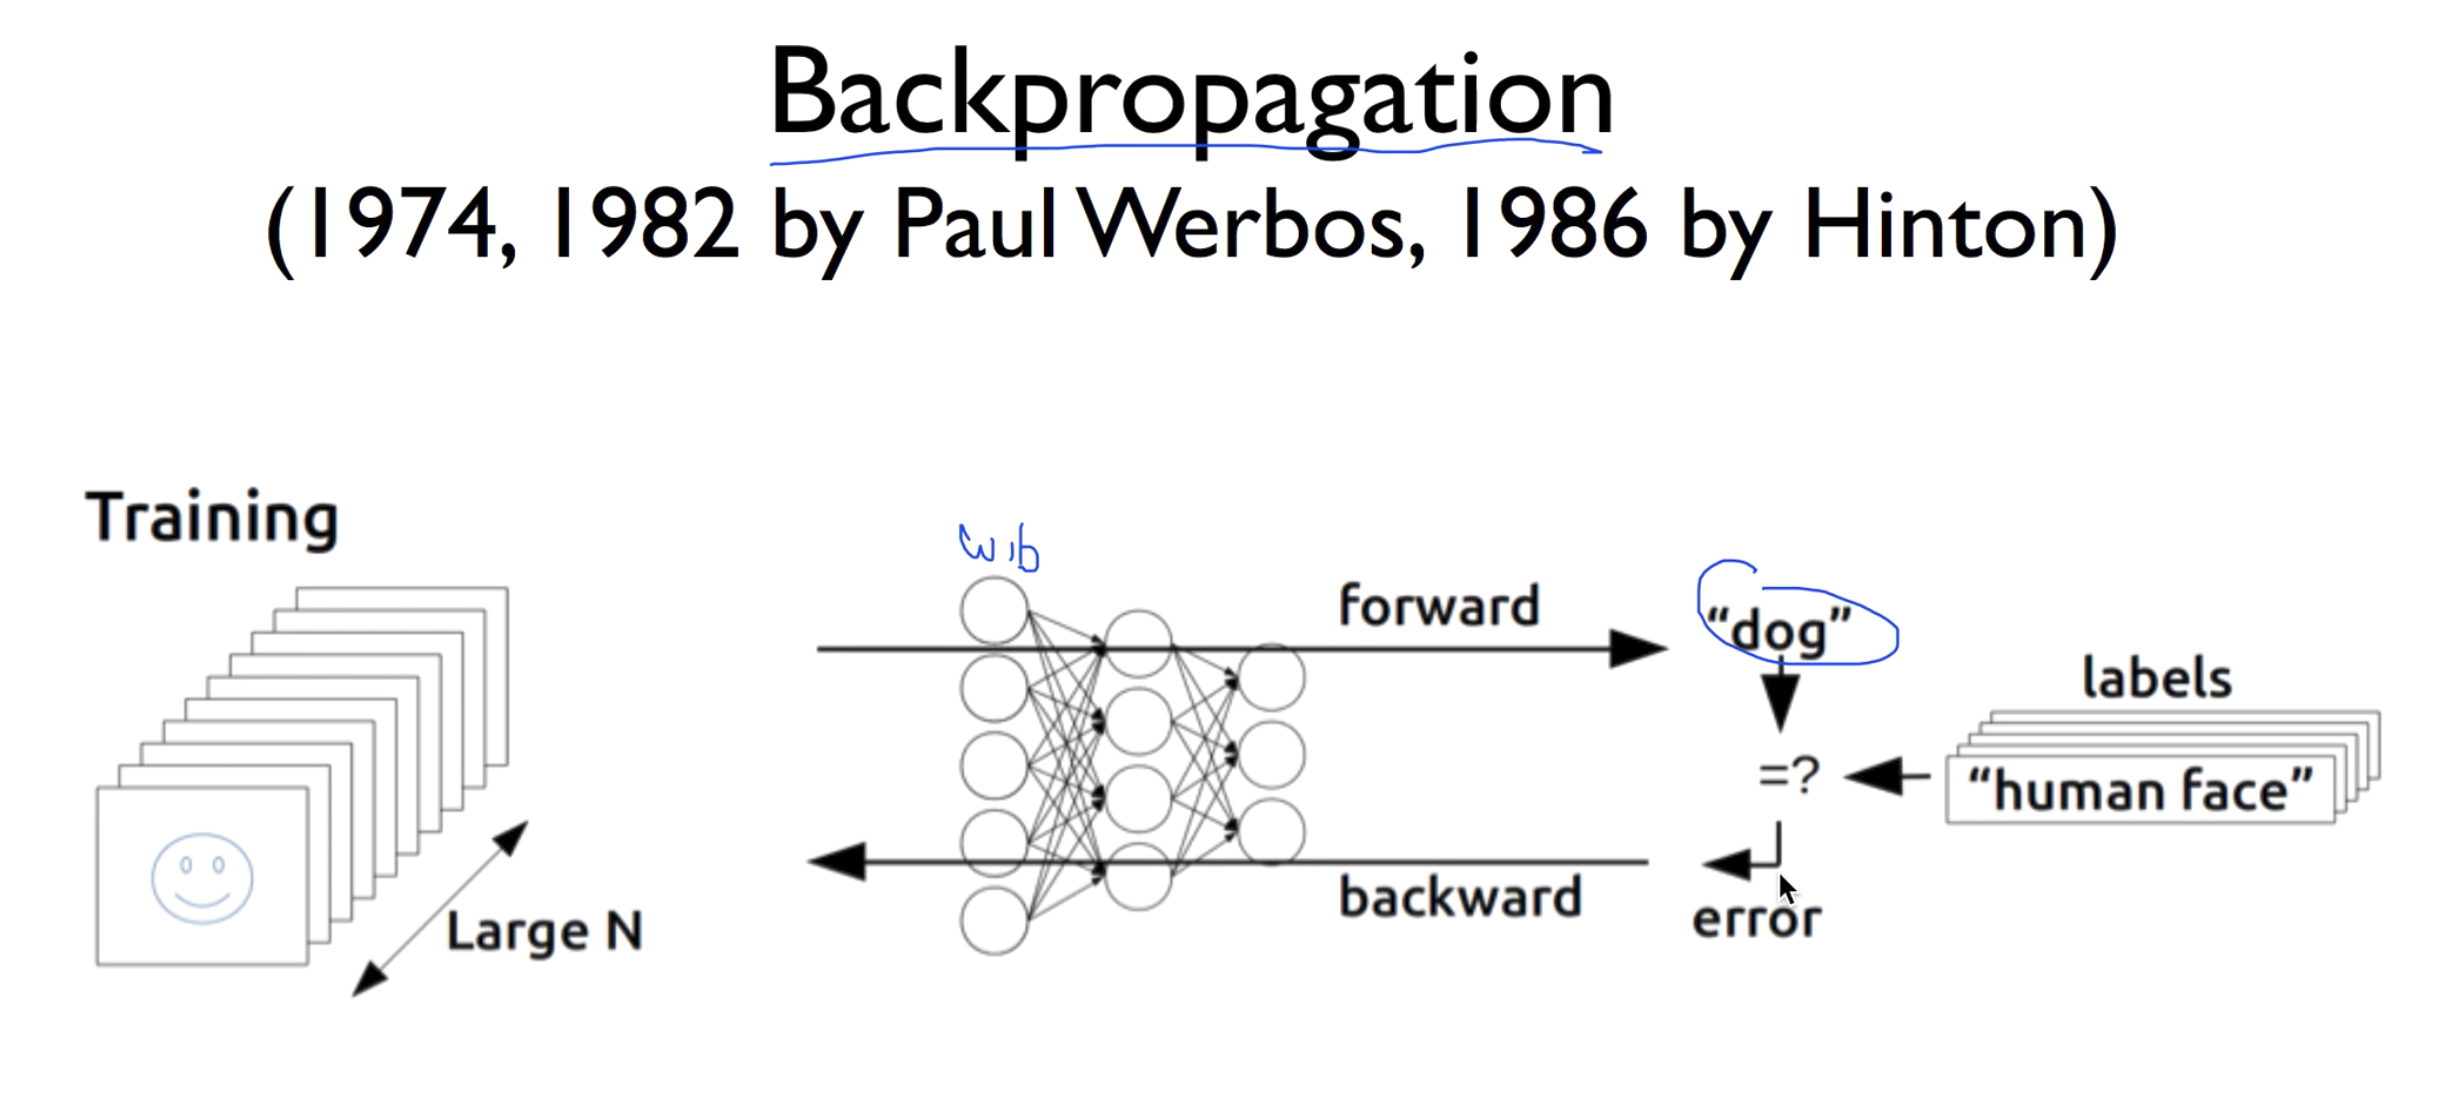 Backpropagation
(1974, 1982 by Paul Werbos, 1986 by Hinton)
Training
Large N
w, b
forward
backward
“dog”
=?
error
labels
“human face”